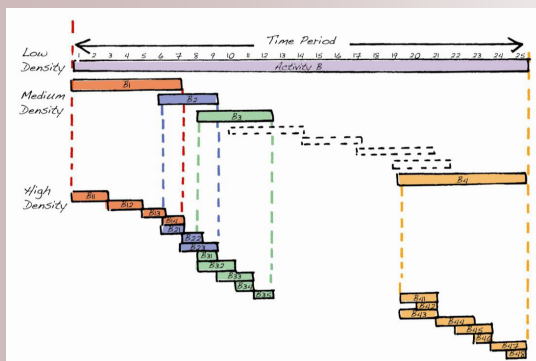 Time Period
Low Density
1 2 3 4 5 6 7 8 9 10 11 12 13 14 15 16 17 18 19 20 21 22 23 24 25
Activity B
B1
Medium Density
B2
B3
B4
High Density
B11
B12
B13
B14
B21
B22
B23
B31
B32
B33
B34
B35
B41
B42
B43
B44
B45
B46
B47
B48